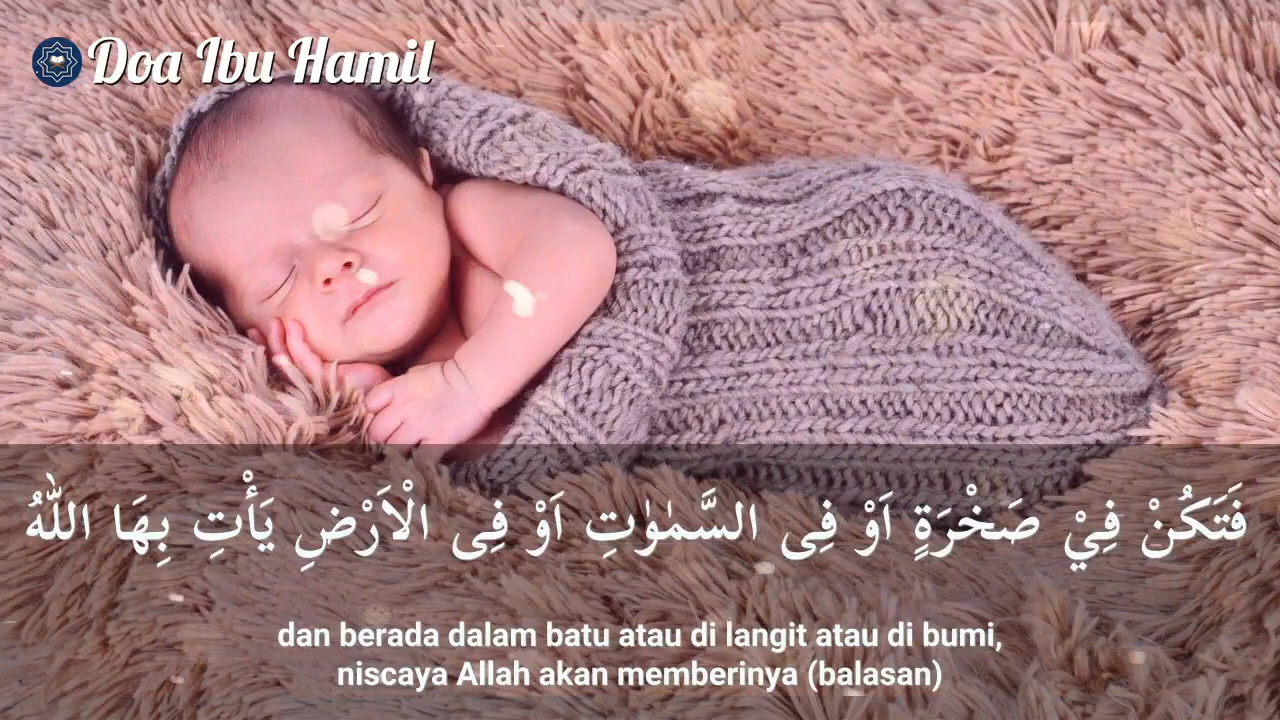 Doa Ibu Hamil
فَتَكُنْ فِيْ صَخْرَةٍ اَوْ فِى السَّمٰوٰتِ اَوْ فِى الْاَرْضِ يَأْتِ بِهَا اللّٰهُ
dan berada dalam batu atau di langit atau di bumi,
niscaya Allah akan memberinya (balasan)